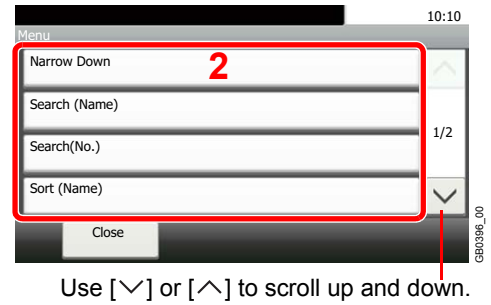 10:10
Menu
Narrow Down
2
Search (Name)
1/2
Search(No.)
Sort (Name)
Close
GB0396_00
Use [∨] or [∧] to scroll up and down.